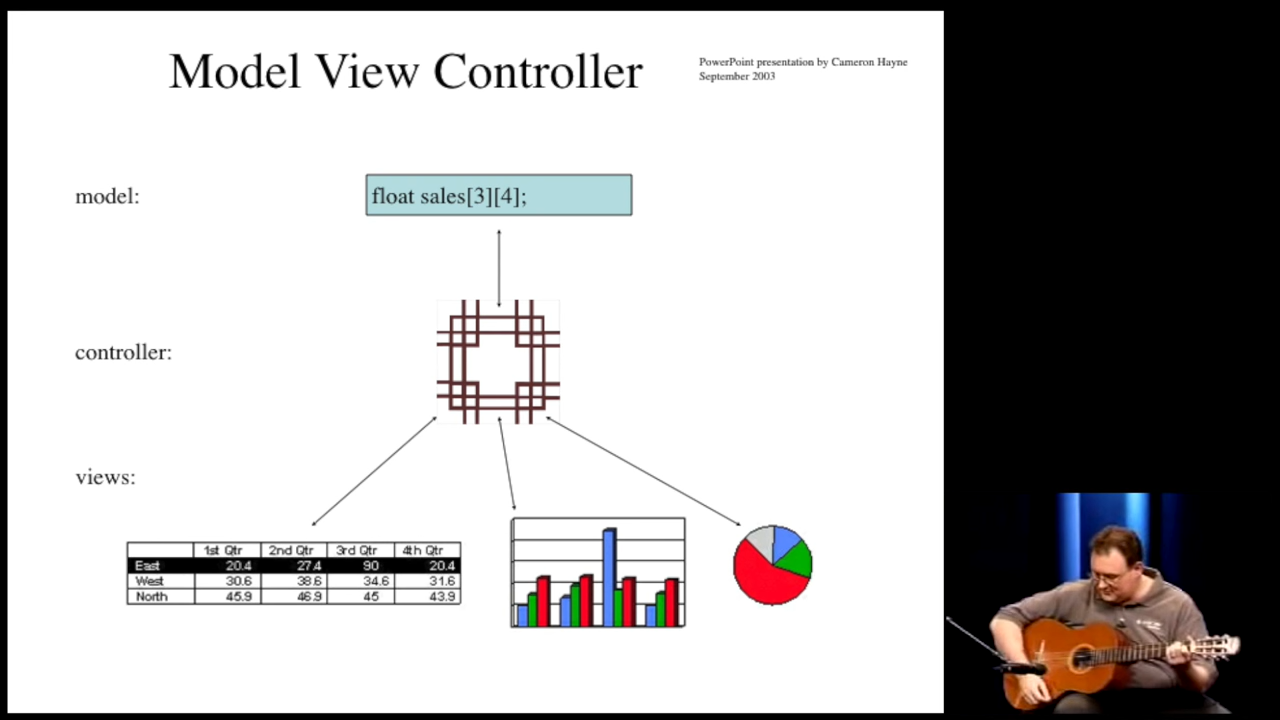 Model View Controller
PowerPoint presentation by Cameron Hayne
September 2003
model:
float sales[3][4];
controller:
views:
1st Qtr 2nd Qtr 3rd Qtr 4th Qtr
East 20.4 27.4 90 20.4
West 30.6 38.6 34.6 31.6
North 45.9 46.9 45 43.9